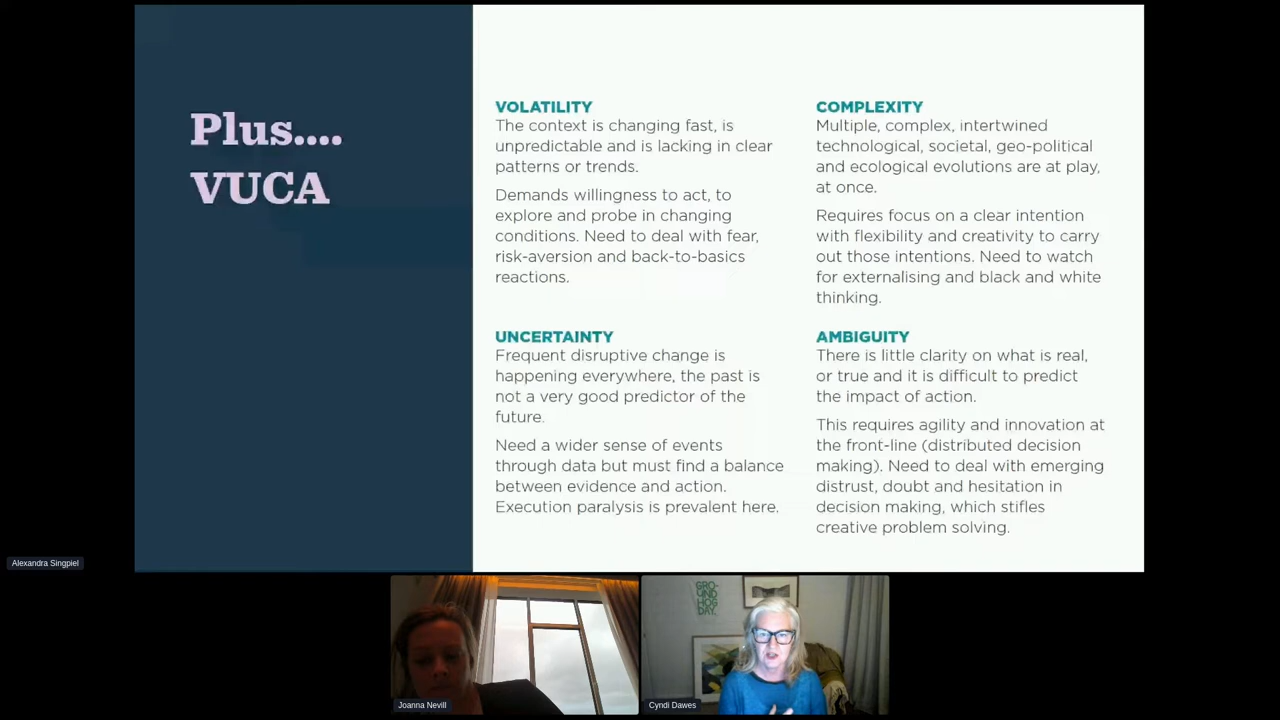 Plus....
VUCA
VOLATILITY
The context is changing fast, is
unpredictable and is lacking in clear
patterns or trends.
Demands willingness to act, to
explore and probe in changing
conditions. Need to deal with fear,
risk-aversion and back-to-basics
reactions.
COMPLEXITY
Multiple, complex, intertwined
technological, societal, geo-political
and ecological evolutions are at play,
at once.
Requires focus on a clear intention
with flexibility and creativity to carry
out those intentions. Need to watch
for externalising and black and white
thinking.
UNCERTAINTY
Frequent disruptive change is
happening everywhere, the past is
not a very good predictor of the
future.
Need a wider sense of events
through data but must find a balance
between evidence and action.
Execution paralysis is prevalent here.
AMBIGUITY
There is little clarity on what is real,
or true and it is difficult to predict
the impact of action.
This requires agility and innovation at
the front-line (distributed decision
making). Need to deal with emerging
distrust, doubt and hesitation in
decision making, which stifles
creative problem solving.
Alexandra Singpiel
Joanna Nevill
GRO-
UND
HOG
DAY.
Cyndi Dawes